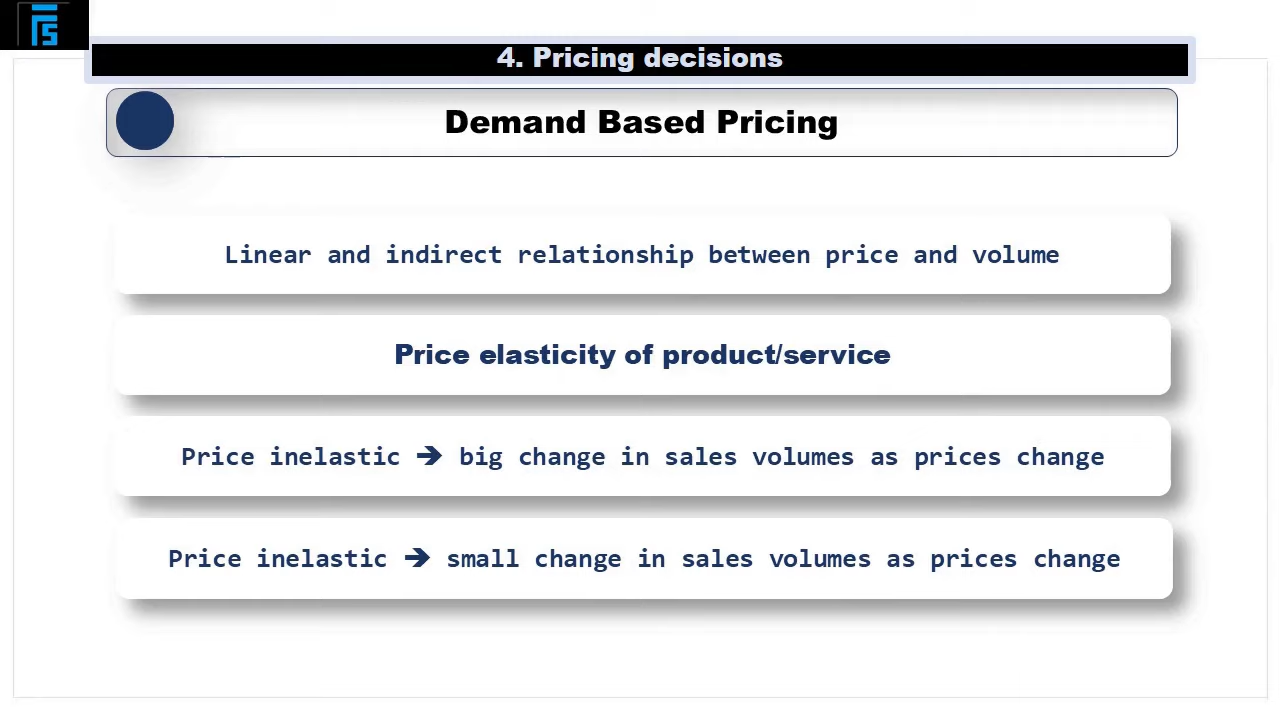 FPS
4. Pricing decisions
Demand Based Pricing
Linear and indirect relationship between price and volume
Price elasticity of product/service
Price inelastic ➔ big change in sales volumes as prices change
Price inelastic ➔ small change in sales volumes as prices change